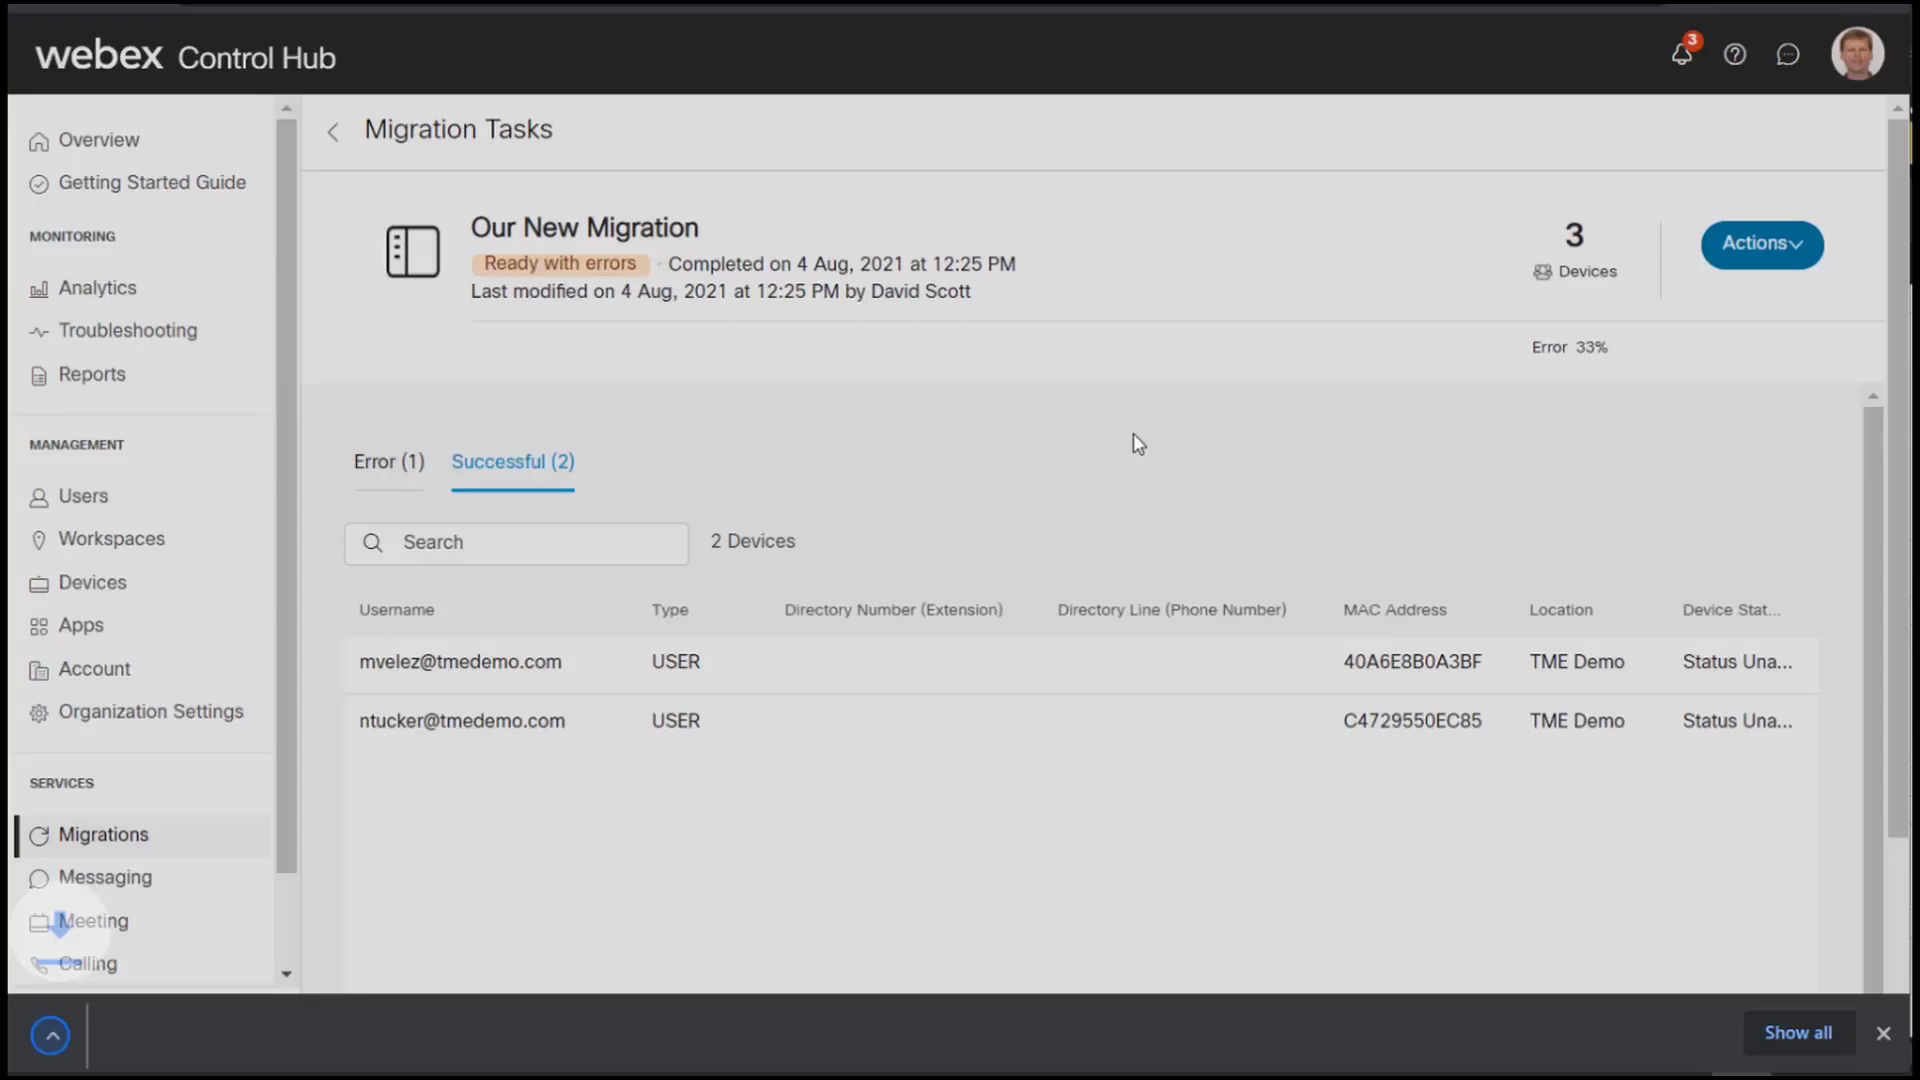 webex Control Hub
3
Overview
Getting Started Guide
MONITORING
Analytics
Troubleshooting
Reports
MANAGEMENT
Users
Workspaces
Devices
Apps
Account
Organization Settings
SERVICES
Migrations
Messaging
Meeting
Calling
Migration Tasks
Our New Migration
Ready with errors · Completed on 4 Aug, 2021 at 12:25 PM
Last modified on 4 Aug, 2021 at 12:25 PM by David Scott
3
Devices
Actions
Error 33%
Error (1) Successful (2)
Search 2 Devices
Username Type Directory Number (Extension) Directory Line (Phone Number) MAC Address Location Device Stat...
mvelez@tmedemo.com USER 40A6E8B0A3BF TME Demo Status Una...
ntucker@tmedemo.com USER C4729550EC85 TME Demo Status Una...
Show all